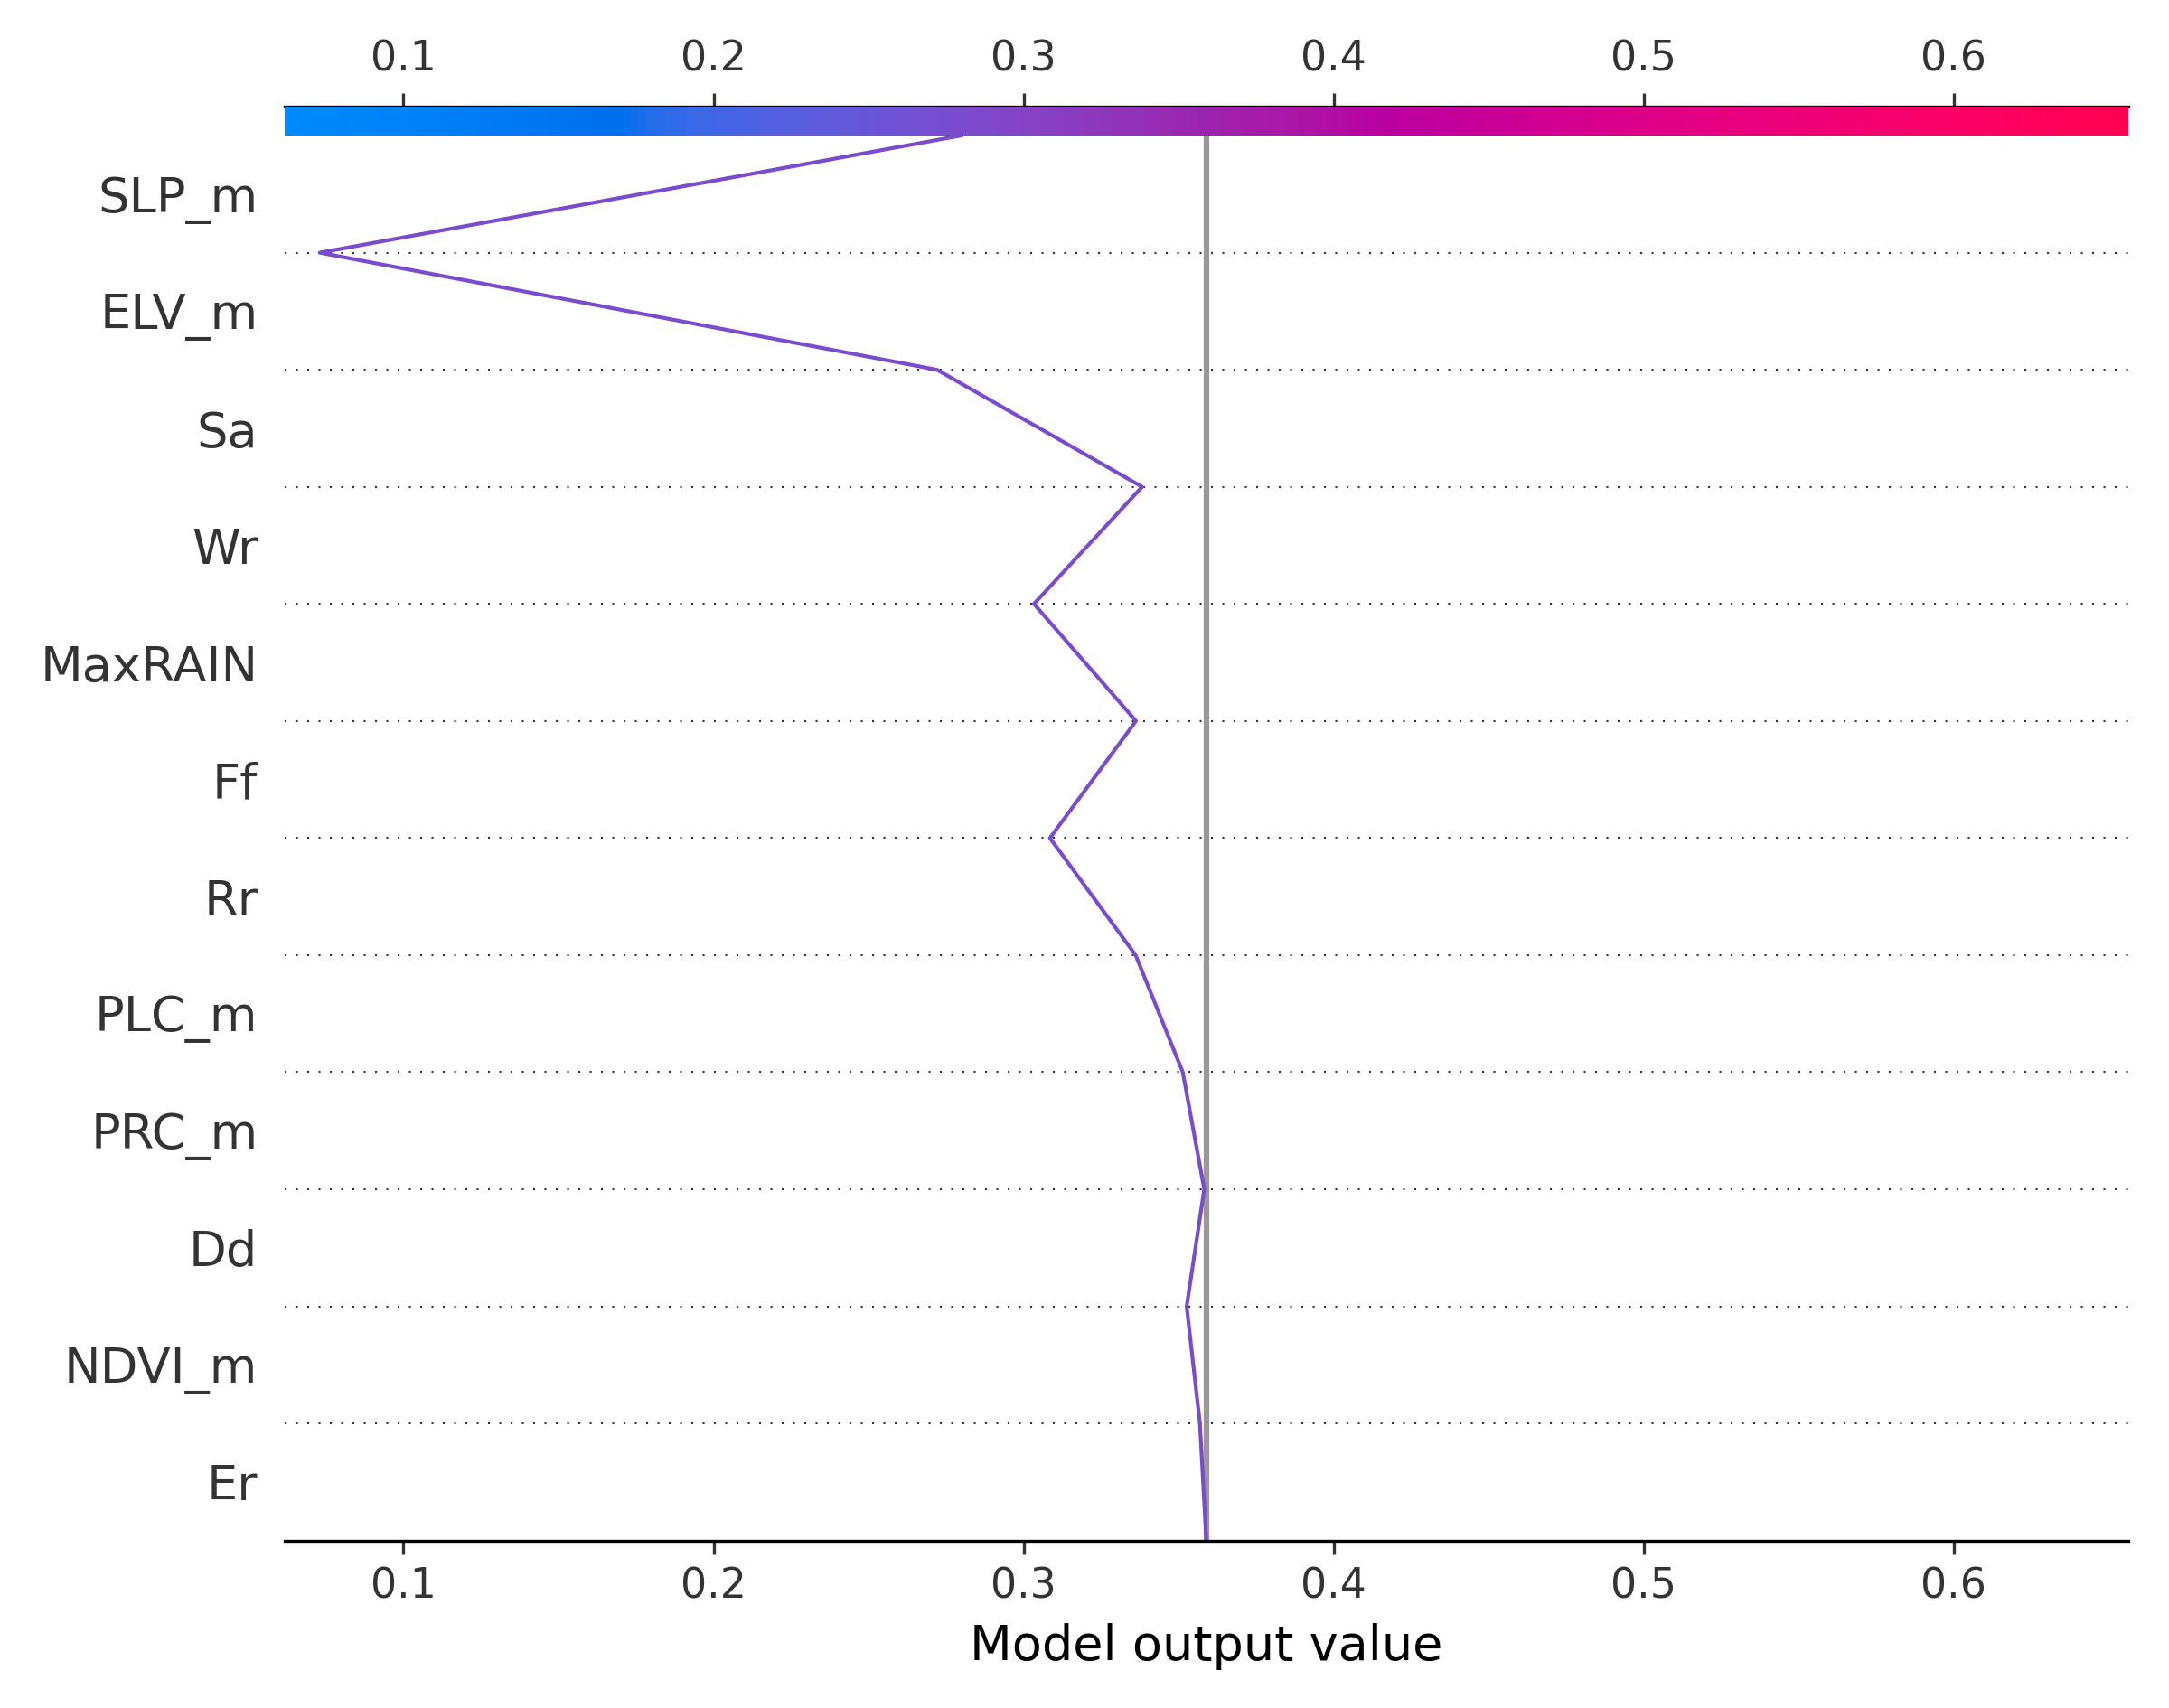 0.1 0.2 0.3 0.4 0.5 0.6
SLP_m
ELV_m
Sa
Wr
MaxRAIN
Ff
Rr
PLC_m
PRC_m
Dd
NDVI_m
Er
0.1 0.2 0.3 0.4 0.5 0.6
Model output value